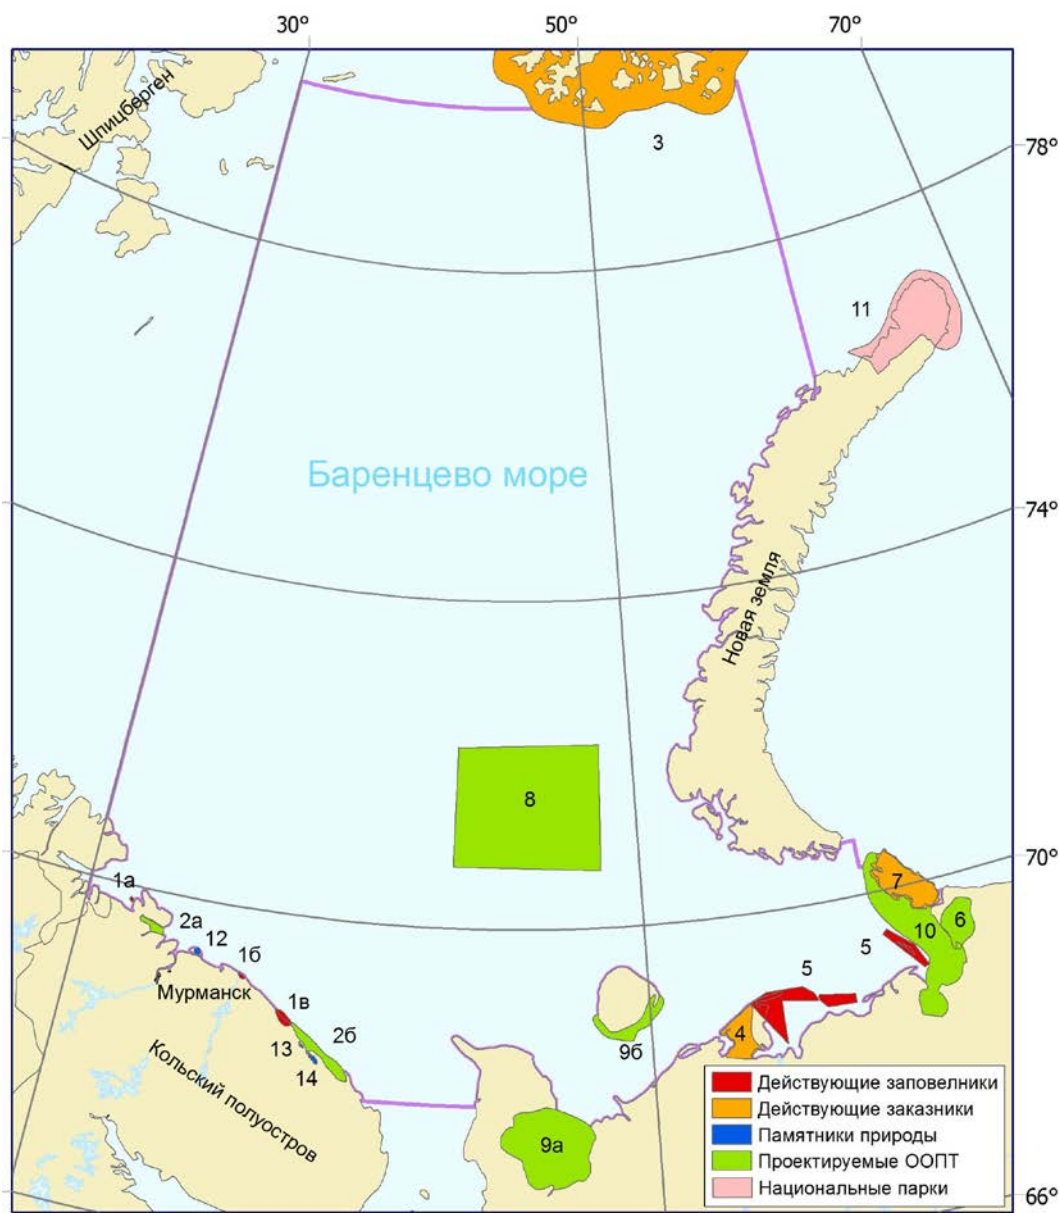 30° 50° 70°
Шпицберген
3
78°
11
Баренцево море
74°
Новая земля
8
70°
1а
7
2а
6
12
10
5
1б
5
Мурманск
1в
2б
4
13
9б
14
Кольский полуостров
9а
Действующие заповелники
Действующие заказники
Памятники природы
Проектируемые ООПТ
Национальные парки
66°